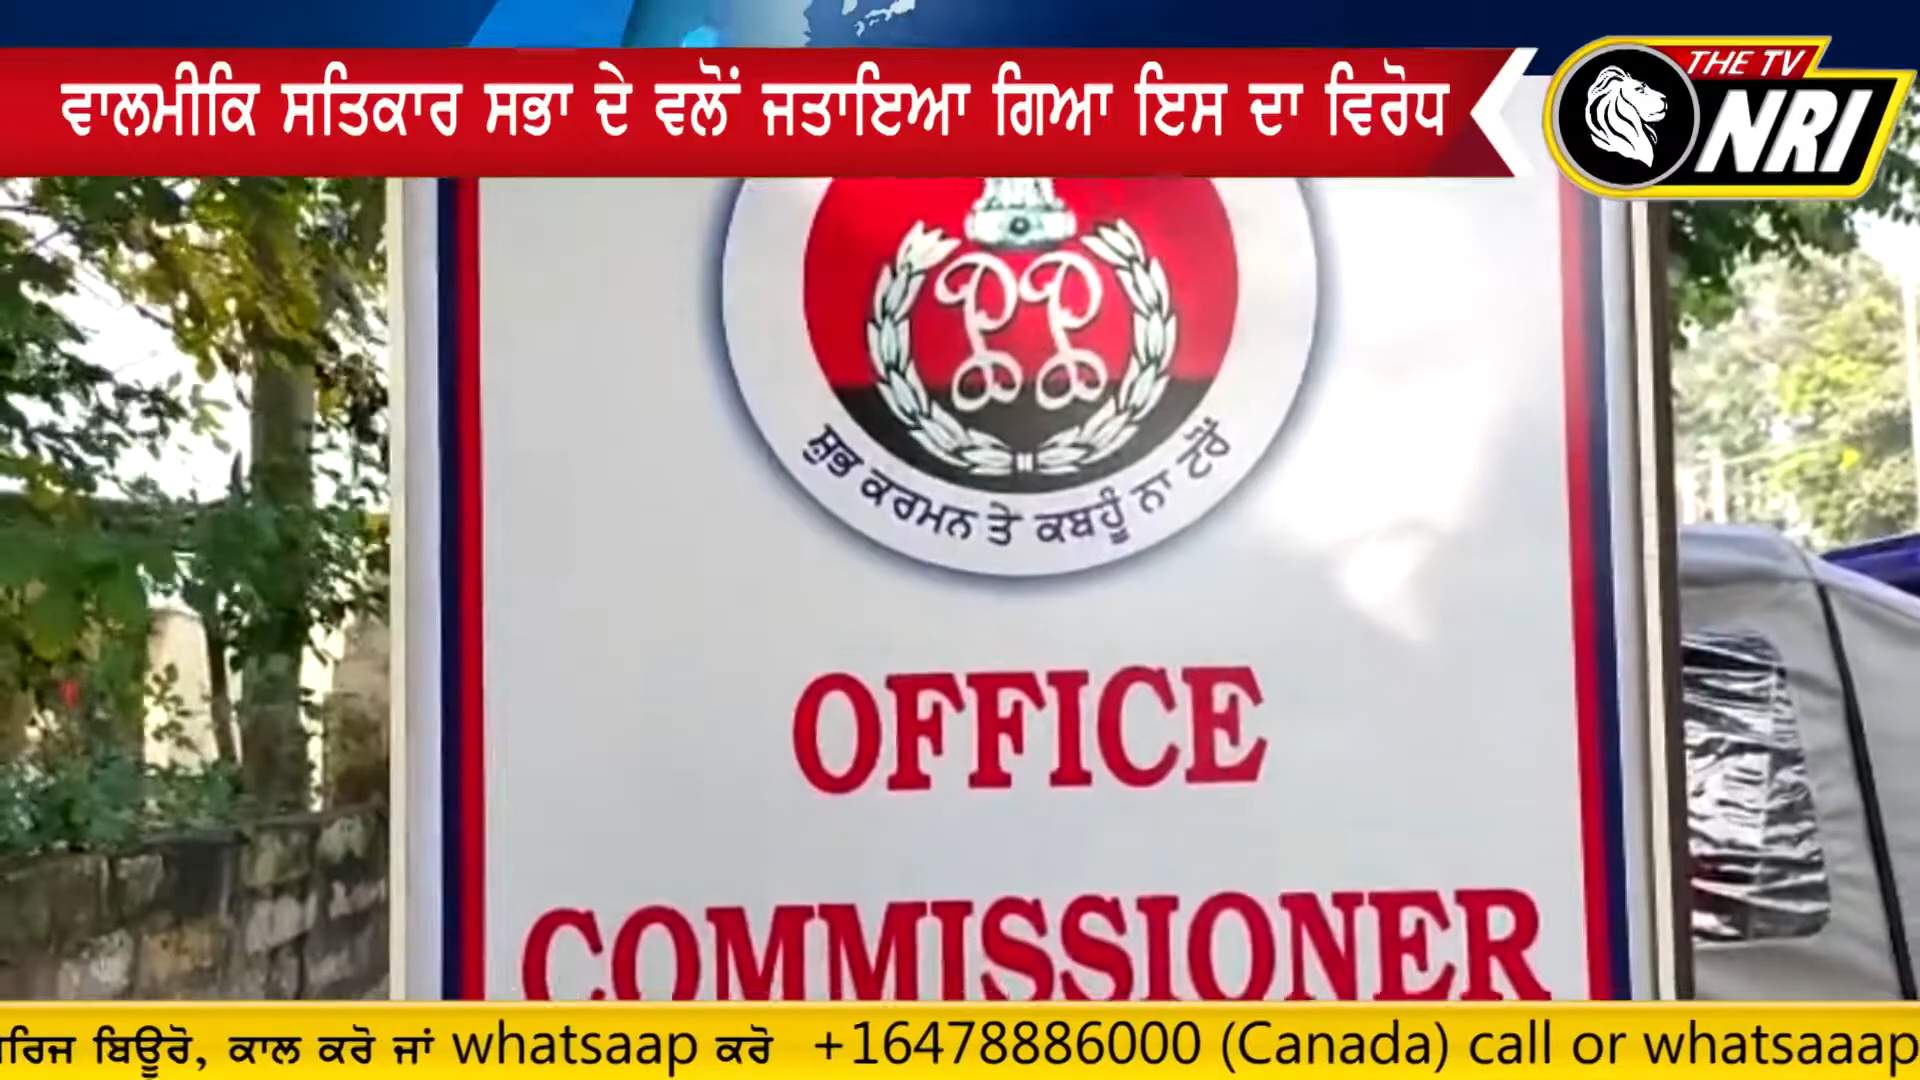 ਵਾਲਮੀਕਿ ਸਤਿਕਾਰ ਸਭਾ ਦੇ ਵਲੋਂ ਜਤਾਇਆ ਗਿਆ ਇਸ ਦਾ ਵਿਰੋਧ
THE TV
NRI
ਸ਼ੁਭ ਕਰਮਨ ਤੇ ਕਬਹੂੰ ਨਾ ਟਰੋਂ
OFFICE
COMMISSIONER
ਬਿਊਰੋ, ਕਾਲ ਕਰੋ ਜਾਂ whatsaap ਕਰੋ +16478886000 (Canada) call or whatsaaap